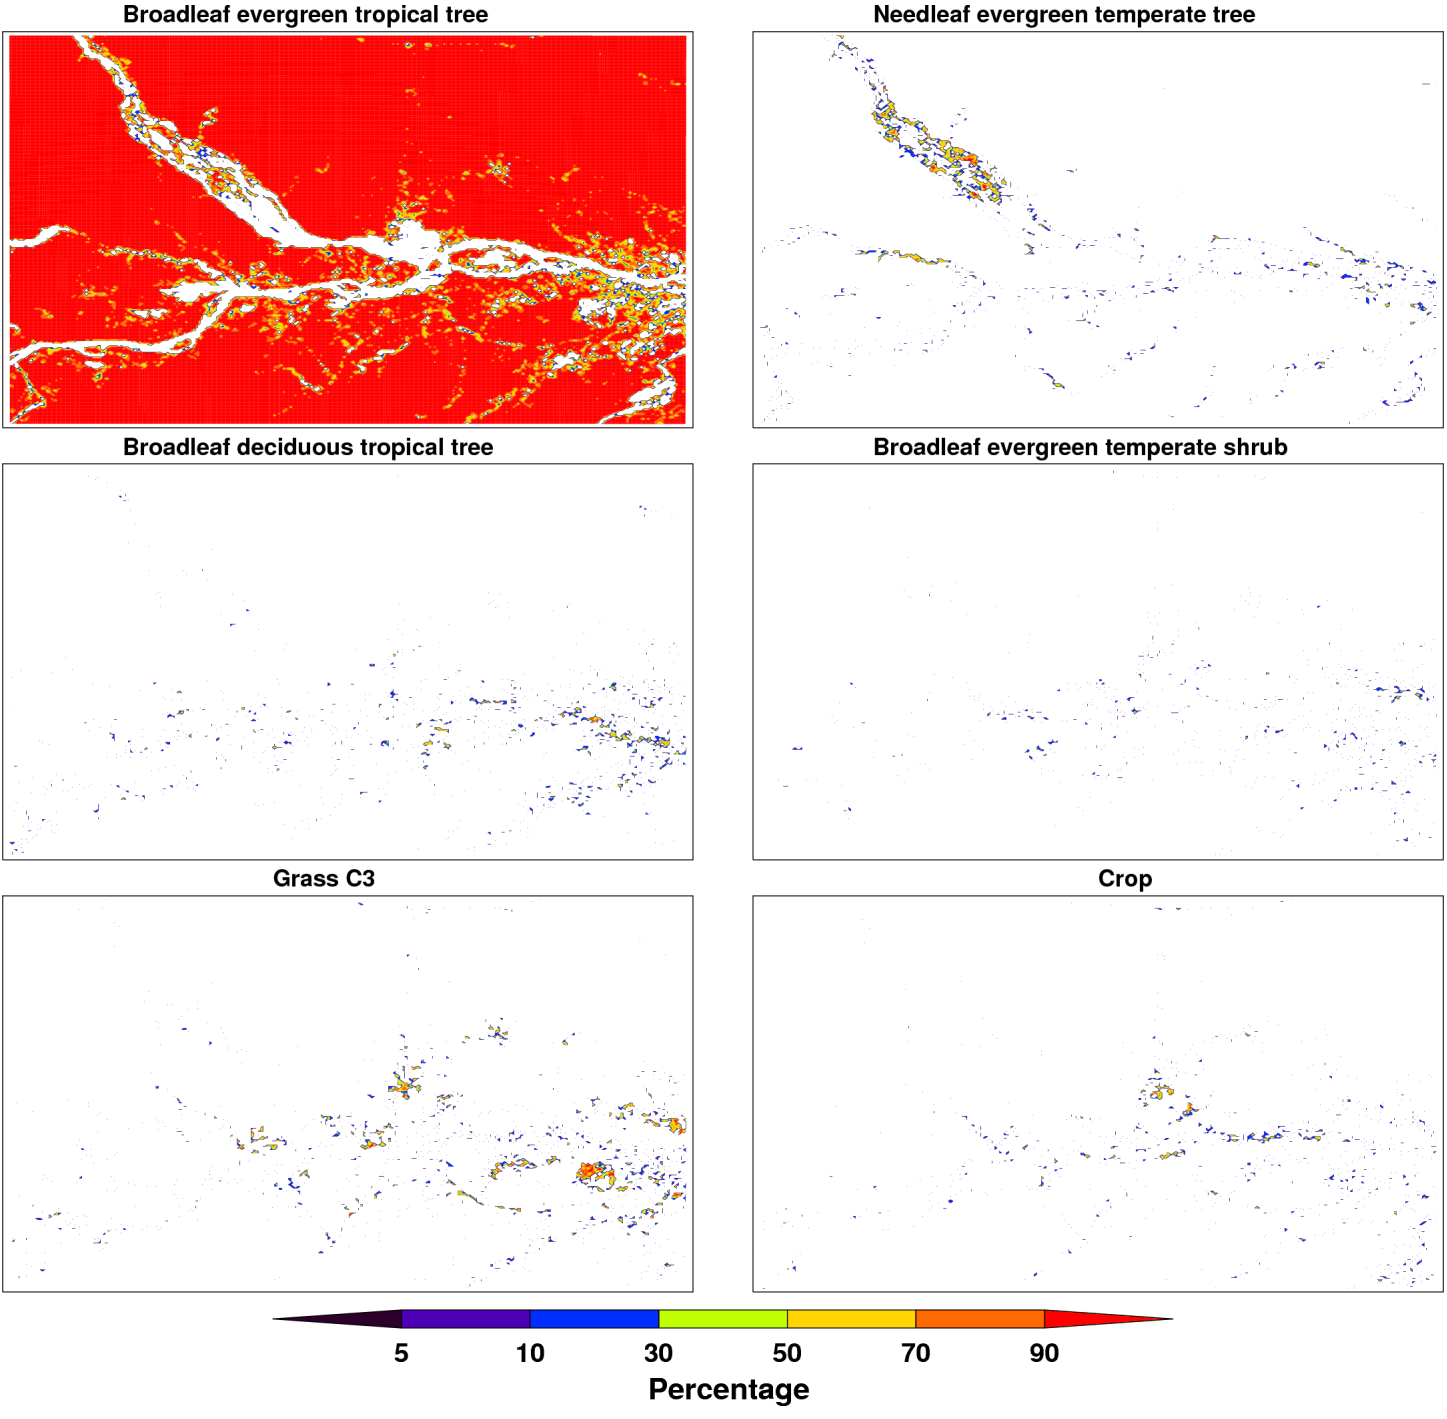 Broadleaf evergreen tropical tree
Needleaf evergreen temperate tree
Broadleaf deciduous tropical tree
Broadleaf evergreen temperate shrub
Grass C3
Crop
5 10 30 50 70 90
Percentage